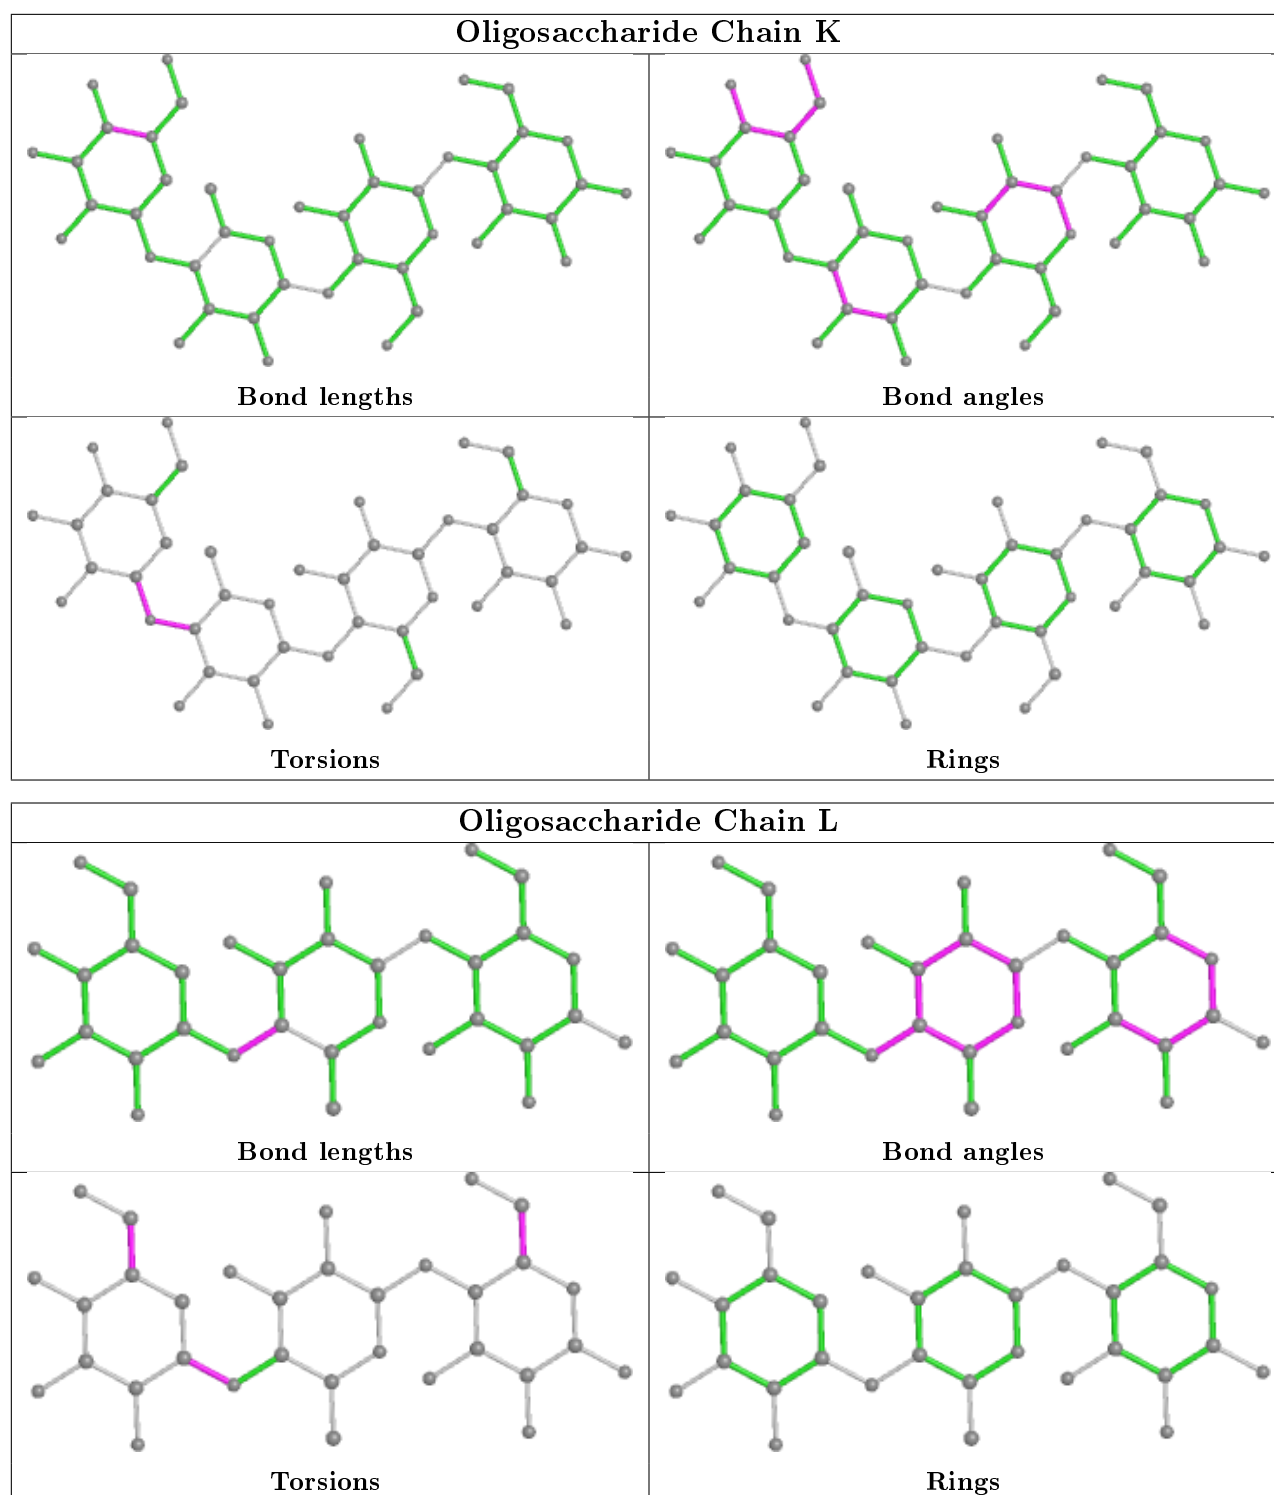 Oligosaccharide Chain K
Bond lengths
Bond angles
Torsions
Rings
Oligosaccharide Chain L
Bond lengths
Bond angles
Torsions
Rings